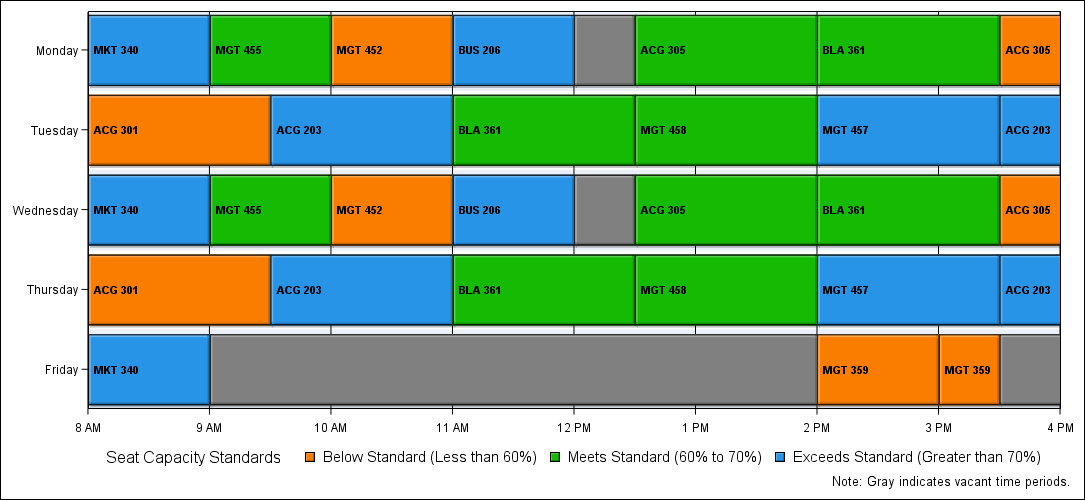 Monday MKT 340 MGT 455 MGT 452 BUS 206 ACG 305 BLA 361 ACG 305
Tuesday ACG 301 ACG 203 BLA 361 MGT 458 MGT 457 ACG 203
Wednesday MKT 340 MGT 455 MGT 452 BUS 206 ACG 305 BLA 361 ACG 305
Thursday ACG 301 ACG 203 BLA 361 MGT 458 MGT 457 ACG 203
Friday MKT 340 MGT 359 MGT 359
8 AM 9 AM 10 AM 11 AM 12 PM 1 PM 2 PM 3 PM 4 PM
Seat Capacity Standards Below Standard (Less than 60%) Meets Standard (60% to 70%) Exceeds Standard (Greater than 70%)
Note: Gray indicates vacant time periods.